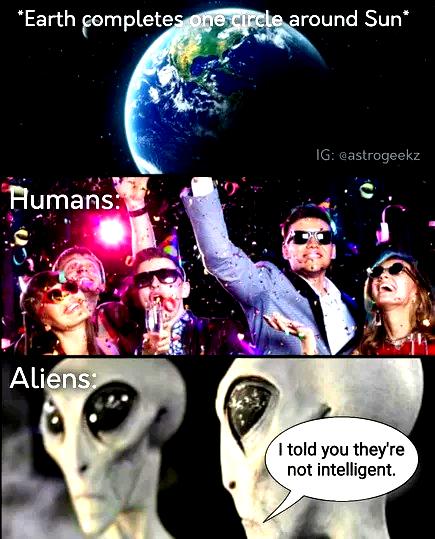 *Earth completes one circle around Sun*
IG: @astrogeekz
Humans:
Aliens:
I told you they're
not intelligent.